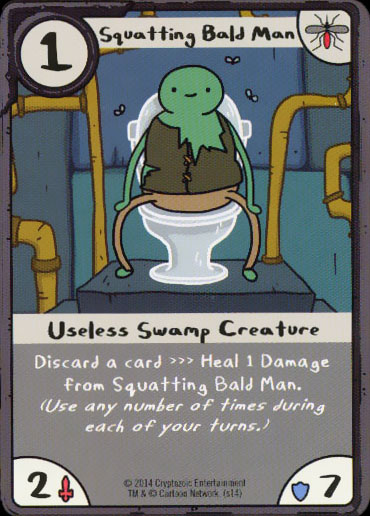 1
Squatting Bald Man
Useless Swamp Creature
Discard a card >>> Heal 1 Damage
from Squatting Bald Man.
(Use any number of times during
each of your turns.)
2
© 2014 Cryptozoic Entertainment
TM & © Cartoon Network. (s14)
7